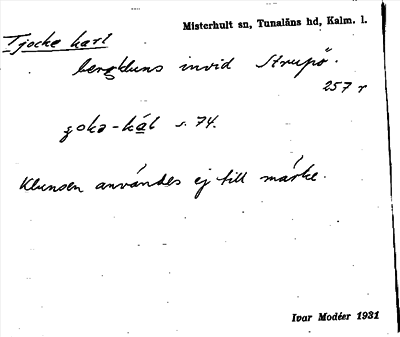 Misterhult sn, Tunaläns hd, Kalm. l.
Tjocke karl
bergkluns invid Strupö.
257 r
ʒokə-kál s. 74.
Klunsen användes ej till märke.
Ivar Modéer 1931